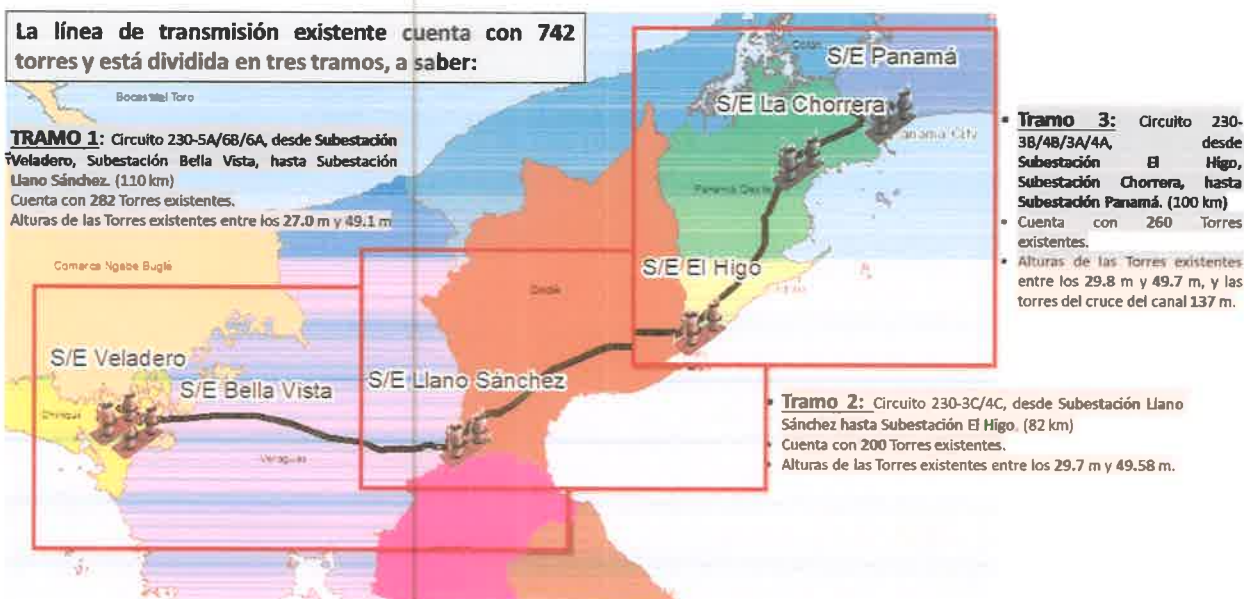 La línea de transmisión existente cuenta con 742
torres y está dividida en tres tramos, a saber:
Bocas del Toro
TRAMO 1: Circuito 230-5A/6B/6A, desde Subestación
Veladero, Subestación Bella Vista, hasta Subestación
Llano Sánchez. (110 km)
Cuenta con 282 Torres existentes.
Alturas de las Torres existentes entre los 27.0 m y 49.1 m
Comarca Ngabe Buglé
Colón
S/E Panamá
S/E La Chorrera
Panama City
Panamá Oeste
S/E El Higo
Coclé
S/E Veladero
S/E Bella Vista
S/E Llano Sánchez
Chiriquí
Veraguas
Tramo 3: Circuito 230-
3B/4B/3A/4A, desde
Subestación El Higo,
Subestación Chorrera, hasta
Subestación Panamá. (100 km)
Cuenta con 260 Torres
existentes.
Alturas de las Torres existentes
entre los 29.8 m y 49.7 m, y las
torres del cruce del canal 137 m.
Tramo 2: Circuito 230-3C/4C, desde Subestación Llano
Sánchez hasta Subestación El Higo. (82 km)
Cuenta con 200 Torres existentes.
Alturas de las Torres existentes entre los 29.7 m y 49.58 m.